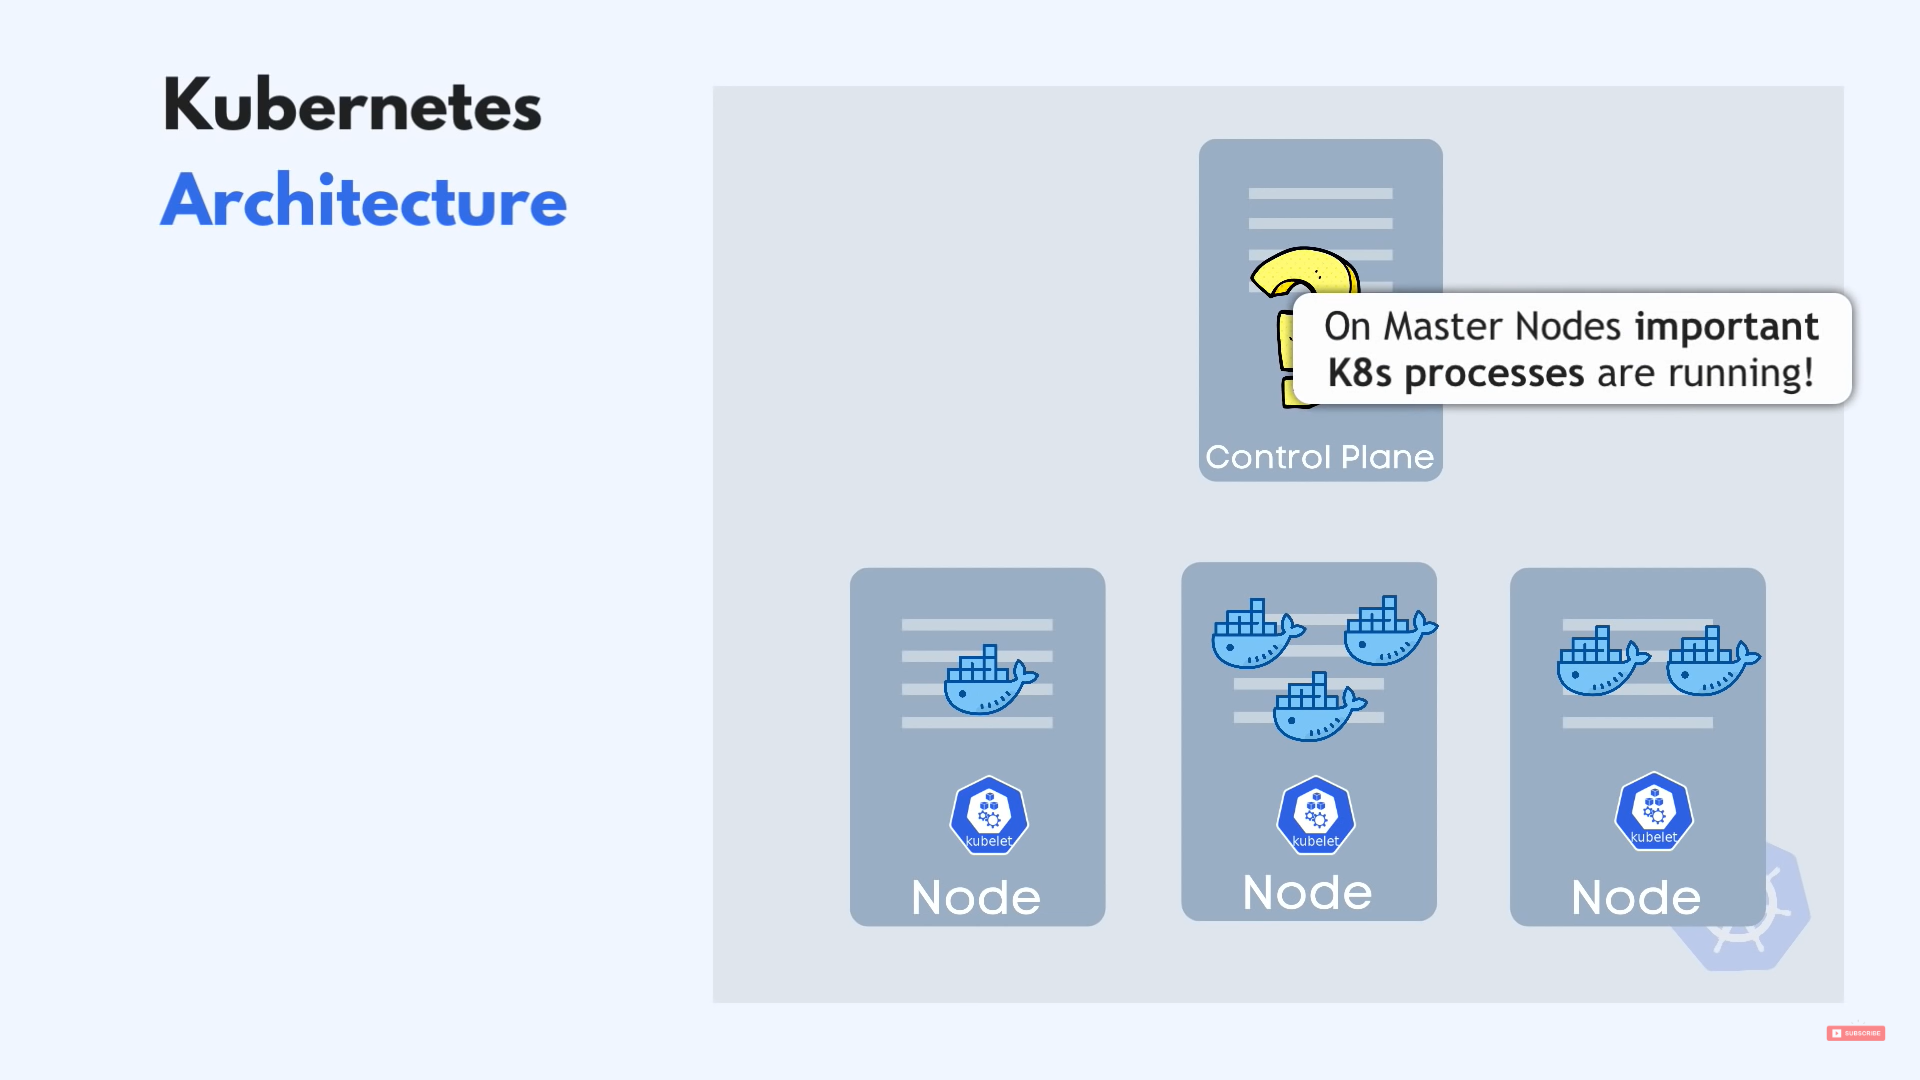 Kubernetes
Architecture
On Master Nodes important
K8s processes are running!
Control Plane
kubelet
kubelet
kubelet
Node
Node
Node
SUBSCRIBE